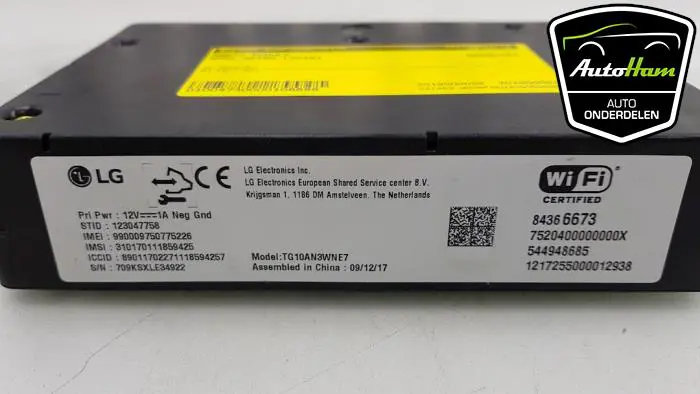 AutoHam
AUTO
ONDERDELEN
LG
CE
LG Electronics Inc.
LG Electronics European Shared Service center B.V.
Krijgsman 1, 1186 DM Amstelveen, The Netherlands
Pri Pwr : 12V⎓1A Neg Gnd
STID : 123047758
IMEI : 990009750775226
IMSI : 310170111859425
ICCID : 89011702271118594257
S/N : 709KSXLE34922
Model:TG10AN3WNE7
Assembled in China : 09/12/17
Wi Fi
CERTIFIED
8436 6673
7520400000000X
544948685
1217255000012938